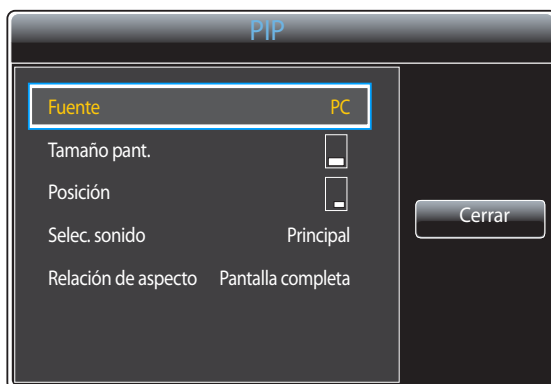 PIP
Fuente PC
Tamaño pant.
Posición
Selec. sonido Principal
Relación de aspecto Pantalla completa
Cerrar